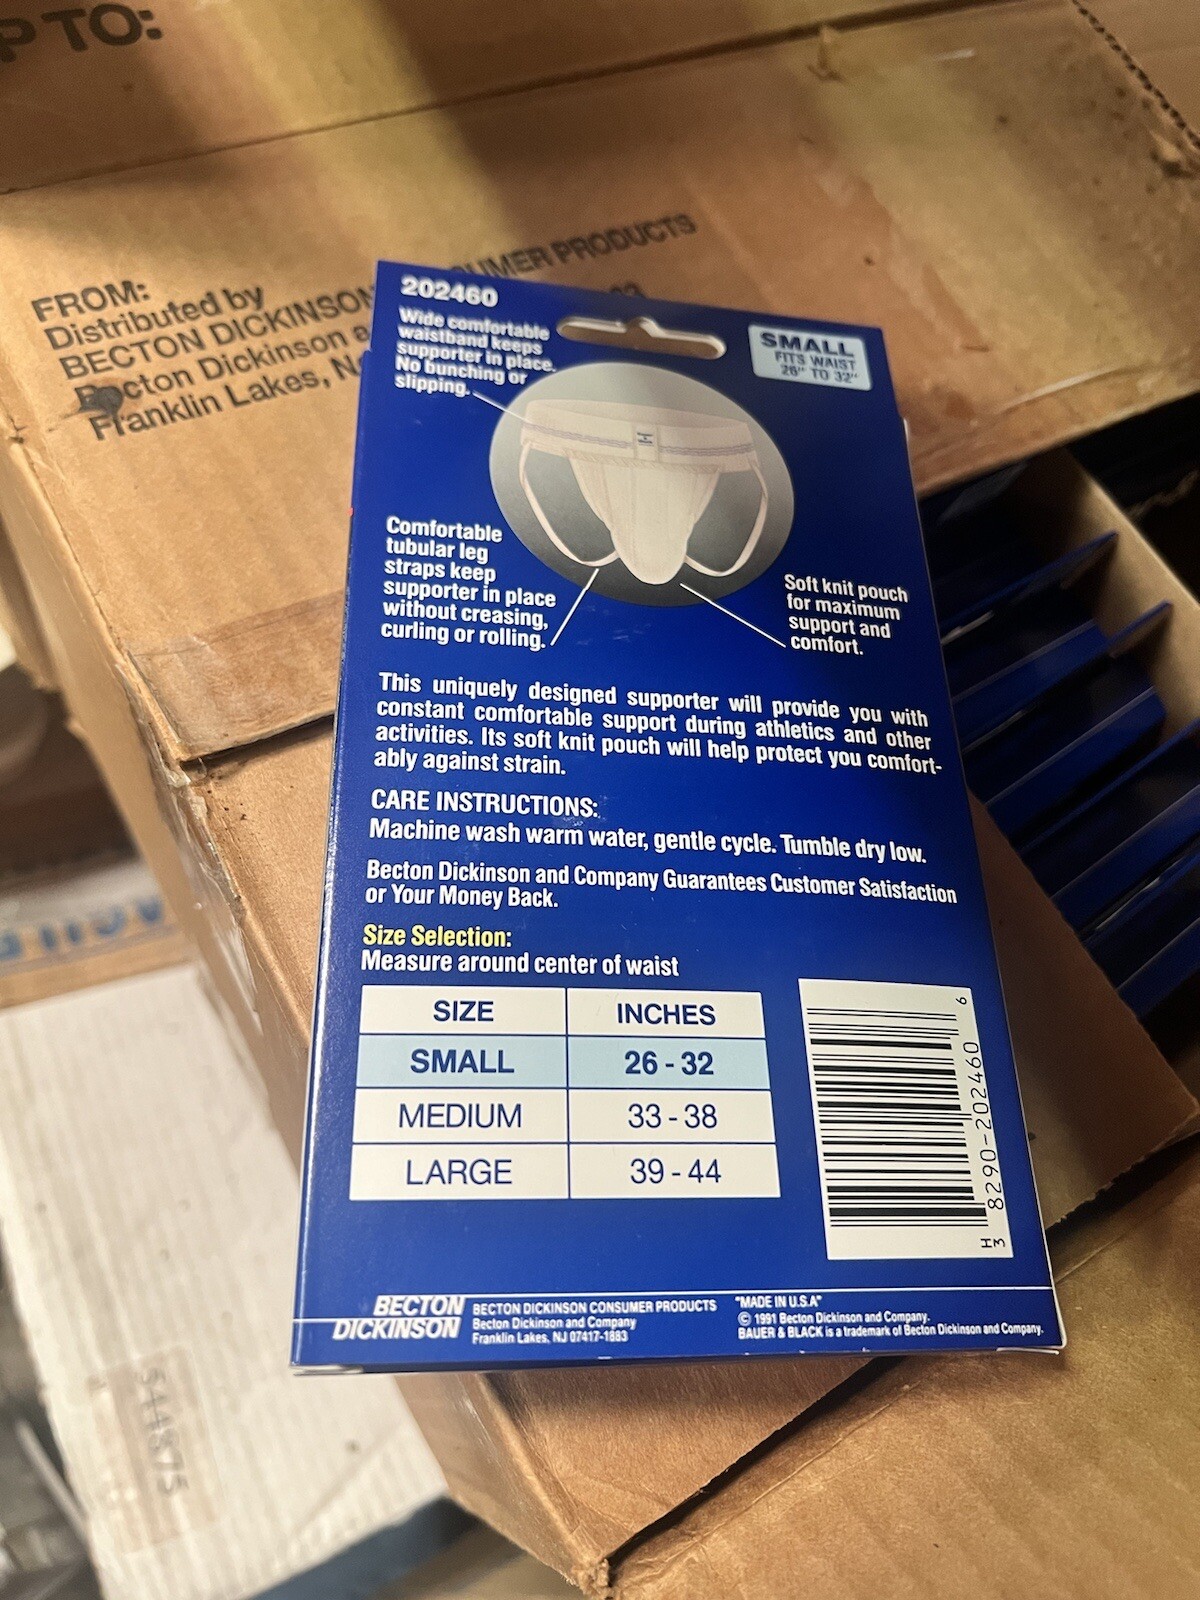 P TO:
FROM:
Distributed by
BECTON DICKINSON CONSUMER PRODUCTS
Becton Dickinson a
Franklin Lakes, N
202460
Wide comfortable
waistband keeps
supporter in place.
No bunching or
slipping.
SMALL
FITS WAIST
26" TO 32"
Comfortable
tubular leg
straps keep
supporter in place
without creasing,
curling or rolling.
Soft knit pouch
for maximum
support and
comfort.
This uniquely designed supporter will provide you with
constant comfortable support during athletics and other
activities. Its soft knit pouch will help protect you comfort-
ably against strain.
CARE INSTRUCTIONS:
Machine wash warm water, gentle cycle. Tumble dry low.
Becton Dickinson and Company Guarantees Customer Satisfaction
or Your Money Back.
Size Selection:
Measure around center of waist
SIZE INCHES
SMALL 26 - 32
MEDIUM 33 - 38
LARGE 39 - 44
H
3 8290-202460 6
BECTON
DICKINSON
BECTON DICKINSON CONSUMER PRODUCTS
Becton Dickinson and Company
Franklin Lakes, NJ 07417-1883
"MADE IN U.S.A"
© 1991 Becton Dickinson and Company.
BAUER & BLACK is a trademark of Becton Dickinson and Company.